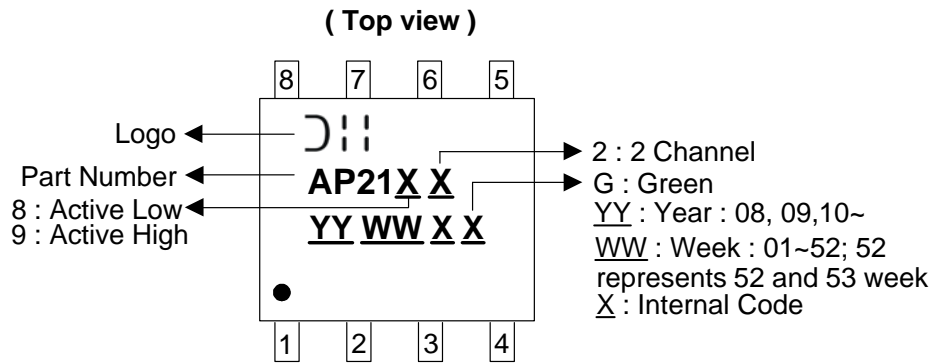 ( Top view )
8 7 6 5
Logo
Part Number
8 : Active Low
9 : Active High
AP21X X
YY WW X X
2 : 2 Channel
G : Green
YY : Year : 08, 09,10~
WW : Week : 01~52; 52
represents 52 and 53 week
X : Internal Code
1 2 3 4